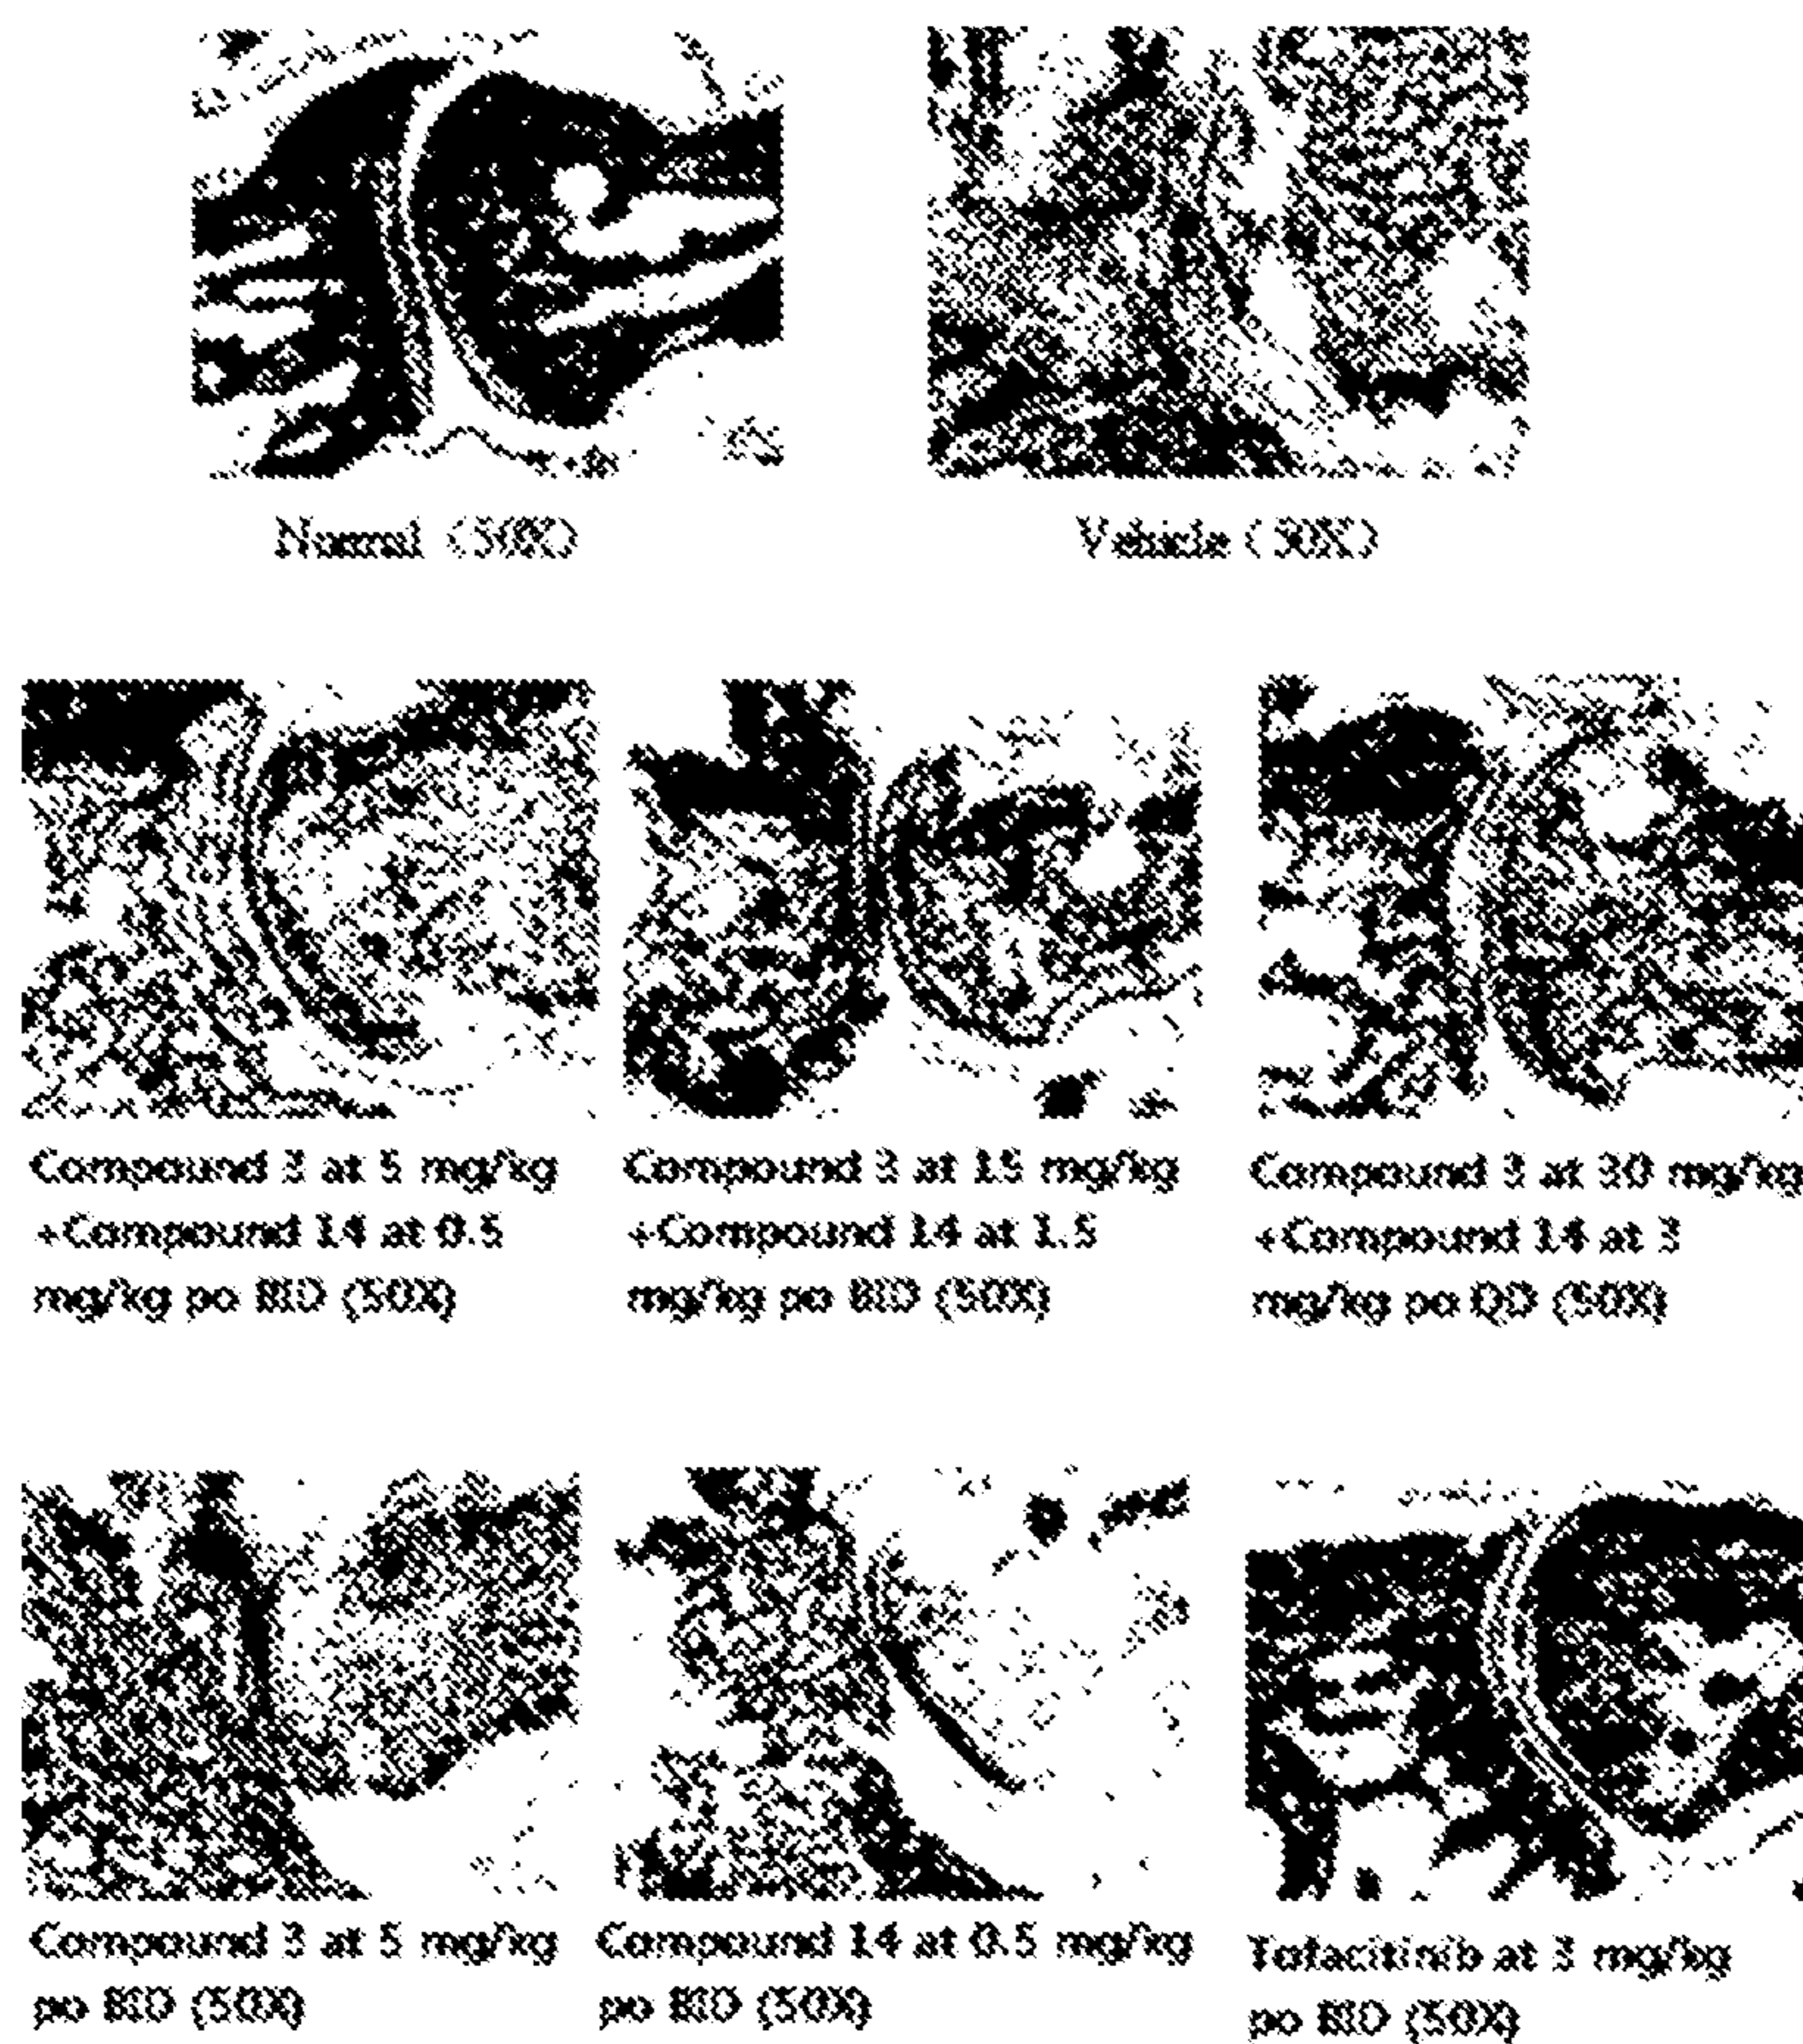 Normal (50X)
Vehicle (50X)
Compound 3 at 5 mg/kg
+Compound 14 at 0.5
mg/kg po BID (50X)
Compound 3 at 15 mg/kg
+Compound 14 at 1.5
mg/kg po BID (50X)
Compound 3 at 30 mg/kg
+Compound 14 at 3
mg/kg po QD (50X)
Compound 3 at 5 mg/kg
po BID (50X)
Compound 14 at 0.5 mg/kg
po BID (50X)
Tofacitinib at 3 mg/kg
po BID (50X)